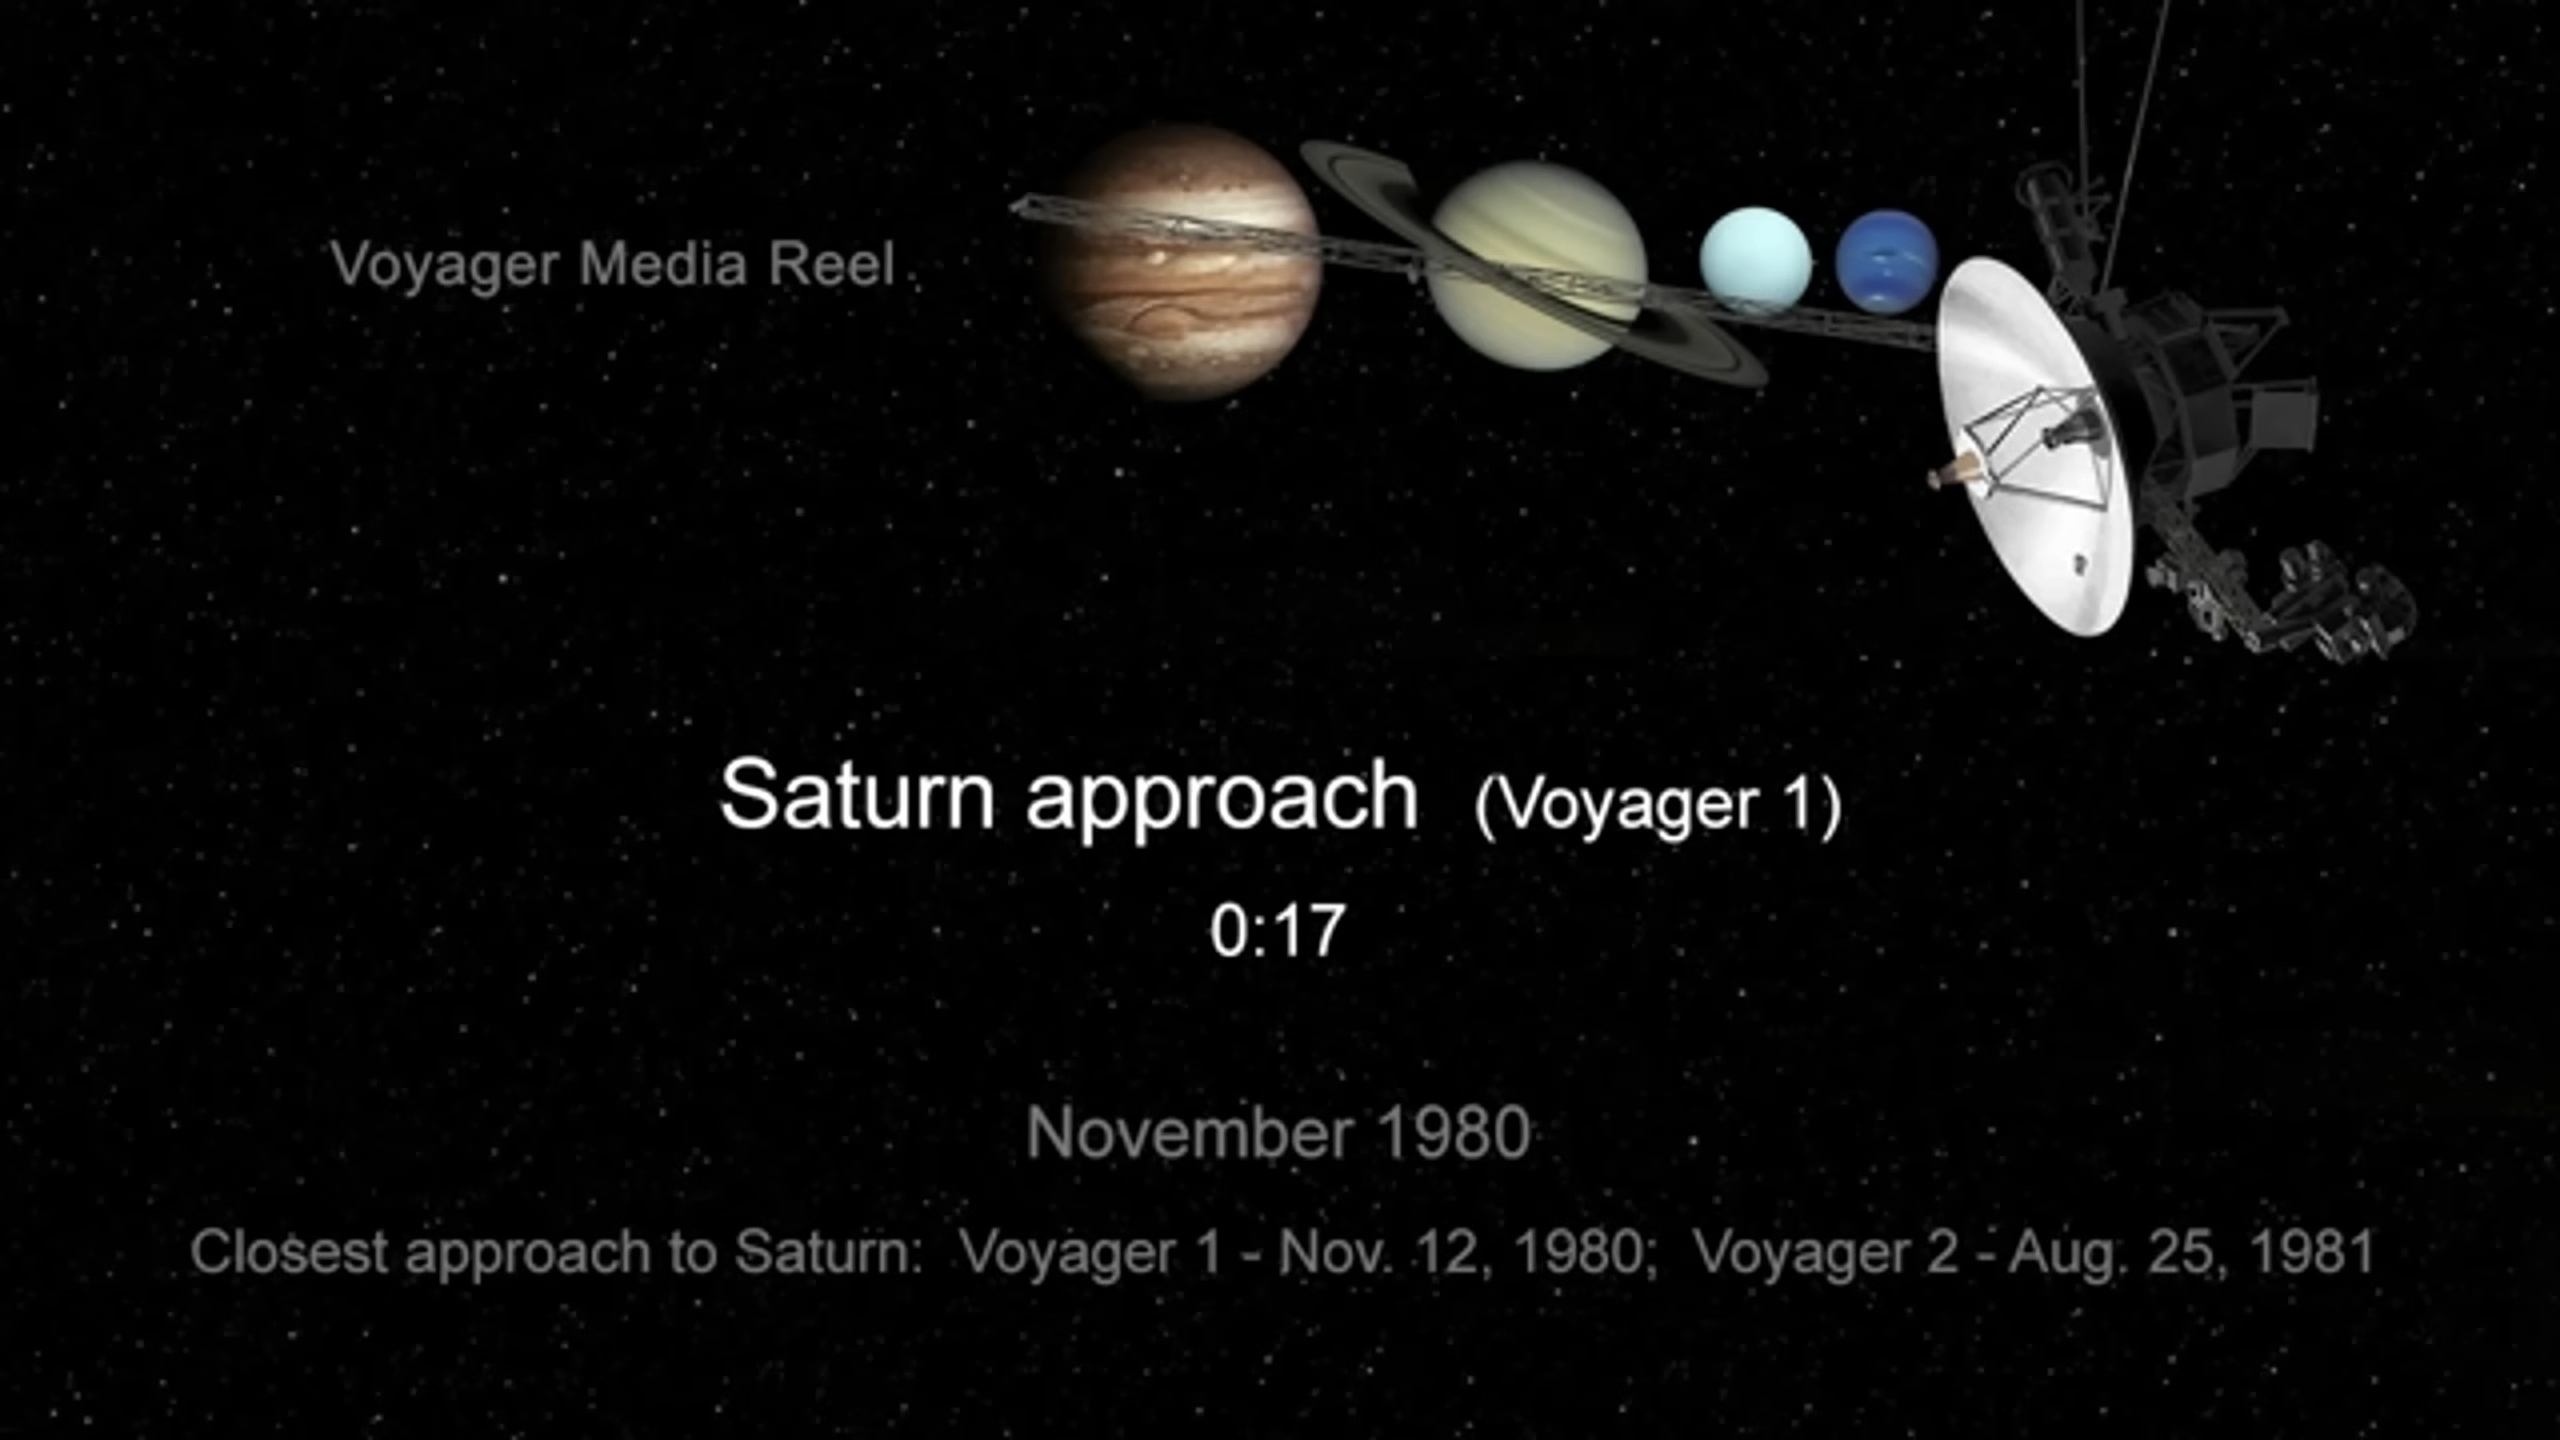 Voyager Media Reel
Saturn approach (Voyager 1)
0:17
November 1980
Closest approach to Saturn: Voyager 1 - Nov. 12, 1980; Voyager 2 - Aug. 25, 1981